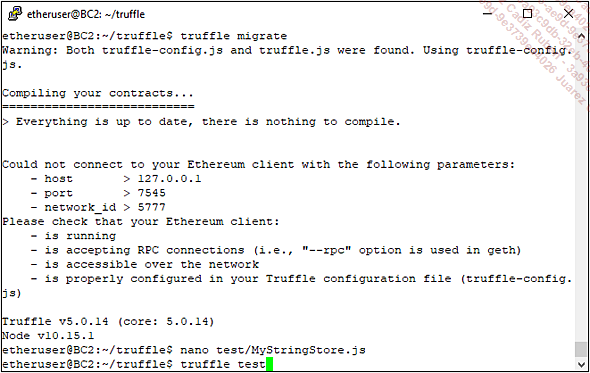 etheruser@BC2: ~/truffle
etheruser@BC2:~/truffle$ truffle migrate
Warning: Both truffle-config.js and truffle.js were found. Using truffle-config.
js.
Compiling your contracts...
===========================
> Everything is up to date, there is nothing to compile.
Could not connect to your Ethereum client with the following parameters:
- host > 127.0.0.1
- port > 7545
- network_id > 5777
Please check that your Ethereum client:
- is running
- is accepting RPC connections (i.e., "--rpc" option is used in geth)
- is accessible over the network
- is properly configured in your Truffle configuration file (truffle-config.
js)
Truffle v5.0.14 (core: 5.0.14)
Node v10.15.1
etheruser@BC2:~/truffle$ nano test/MyStringStore.js
etheruser@BC2:~/truffle$ truffle test